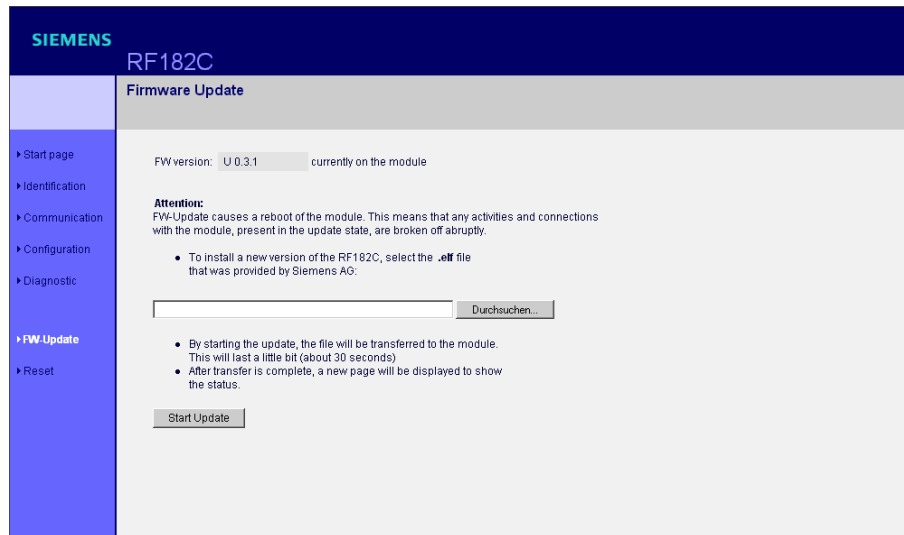 SIEMENS
RF182C
Firmware Update
Start page
Identification
Communication
Configuration
Diagnostic
FW-Update
Reset
FW version: U 0.3.1 currently on the module
Attention:
FW-Update causes a reboot of the module. This means that any activities and connections
with the module, present in the update state, are broken off abruptly.
• To install a new version of the RF182C, select the .elf file
that was provided by Siemens AG:
Durchsuchen...
• By starting the update, the file will be transferred to the module.
This will last a little bit (about 30 seconds)
• After transfer is complete, a new page will be displayed to show
the status.
Start Update